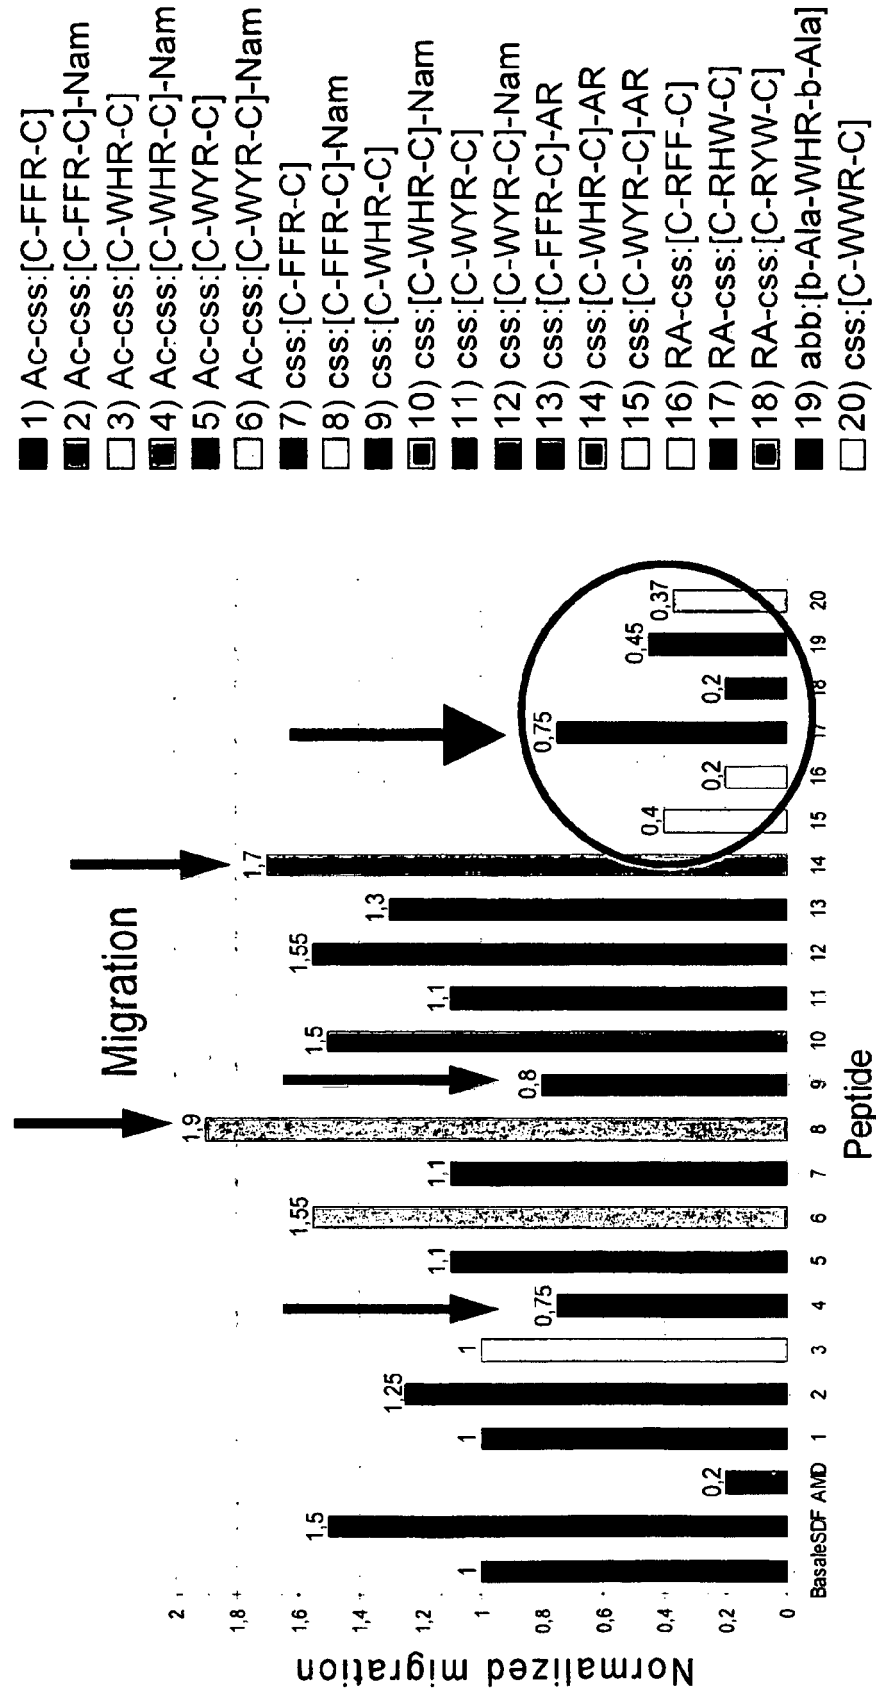 Migration
Normalized migration
2
1,8
1,6
1,4
1,2
1
0,8
0,6
0,4
0,2
0
1
1,5
0,2
1
1,25
1
0,75
1,1
1,55
1,1
1,9
0,8
1,5
1,1
1,55
1,3
1,7
0,4
0,2
0,75
0,2
0,45
0,37
BasaleSDF AMD 1 2 3 4 5 6 7 8 9 10 11 12 13 14 15 16 17 18 19 20
Peptide
1) Ac-css:[C-FFR-C]
2) Ac-css:[C-FFR-C]-Nam
3) Ac-css:[C-WHR-C]
4) Ac-css:[C-WHR-C]-Nam
5) Ac-css:[C-WYR-C]
6) Ac-css:[C-WYR-C]-Nam
7) css:[C-FFR-C]
8) css:[C-FFR-C]-Nam
9) css:[C-WHR-C]
10) css:[C-WHR-C]-Nam
11) css:[C-WYR-C]
12) css:[C-WYR-C]-Nam
13) css:[C-FFR-C]-AR
14) css:[C-WHR-C]-AR
15) css:[C-WYR-C]-AR
16) RA-css:[C-RFF-C]
17) RA-css:[C-RHW-C]
18) RA-css:[C-RYW-C]
19) abb:[b-Ala-WHR-b-Ala]
20) css:[C-WWR-C]